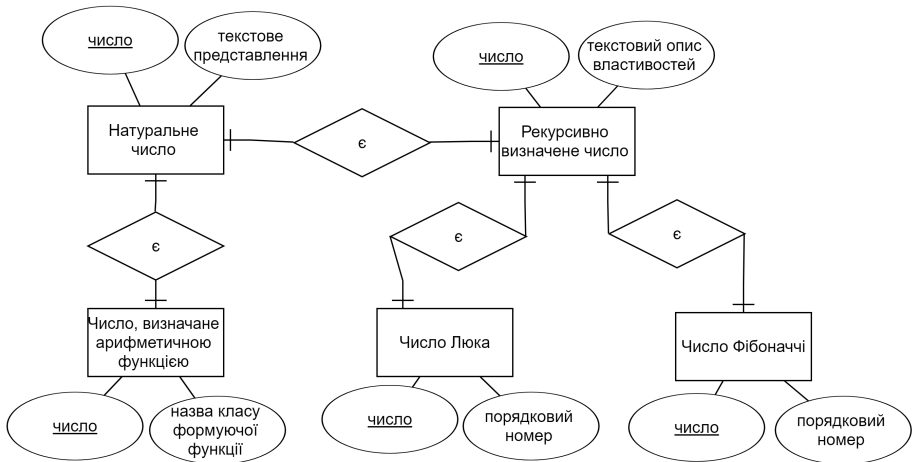 число
текстове
представлення
число
текстовий опис
властивостей
Натуральне
число
є
Рекурсивно
визначене число
є
є
є
Число, визначане
арифметичною
функцією
Число Люка
Число Фібоначчі
число
назва класу
формуючої
функції
число
порядковий
номер
число
порядковий
номер